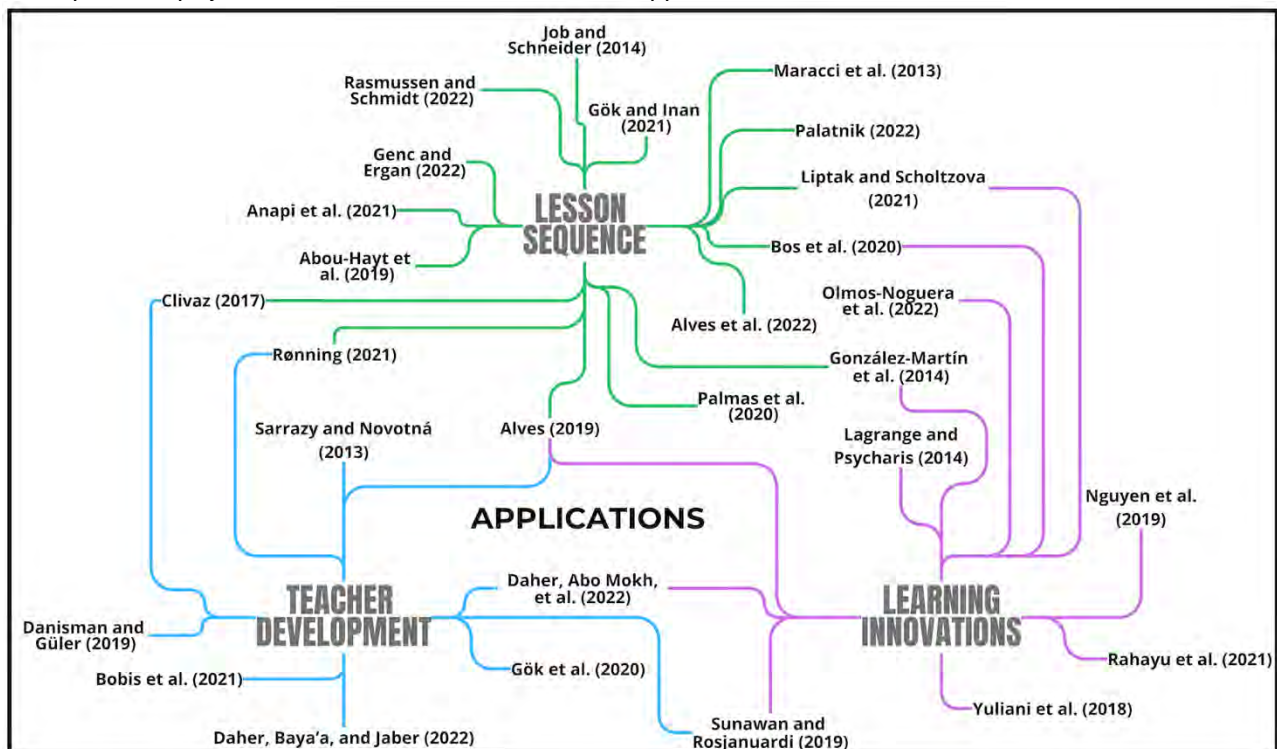 Job and
Schneider (2014)
Maracci et al. (2013)
Rasmussen and
Schmidt (2022)
Gök and Inan
(2021)
Palatnik (2022)
Genc and
Ergan (2022)
Liptak and Scholtzova
(2021)
Anapi et al. (2021)
LESSON
SEQUENCE
Abou-Hayt et
al. (2019)
Bos et al. (2020)
Clivaz (2017)
Olmos-Noguera
et al. (2022)
Alves et al. (2022)
Rønning (2021)
González-Martín
et al. (2014)
Palmas et al.
(2020)
Sarrazy and Novotná
(2013)
Alves (2019)
Lagrange and
Psycharis (2014)
Nguyen et al.
(2019)
APPLICATIONS
TEACHER
DEVELOPMENT
Daher, Abo Mokh,
et al. (2022)
LEARNING
INNOVATIONS
Danisman and
Güler (2019)
Gök et al. (2020)
Rahayu et al. (2021)
Bobis et al. (2021)
Yuliani et al. (2018)
Daher, Baya’a, and Jaber (2022)
Sunawan and
Rosjanuardi (2019)